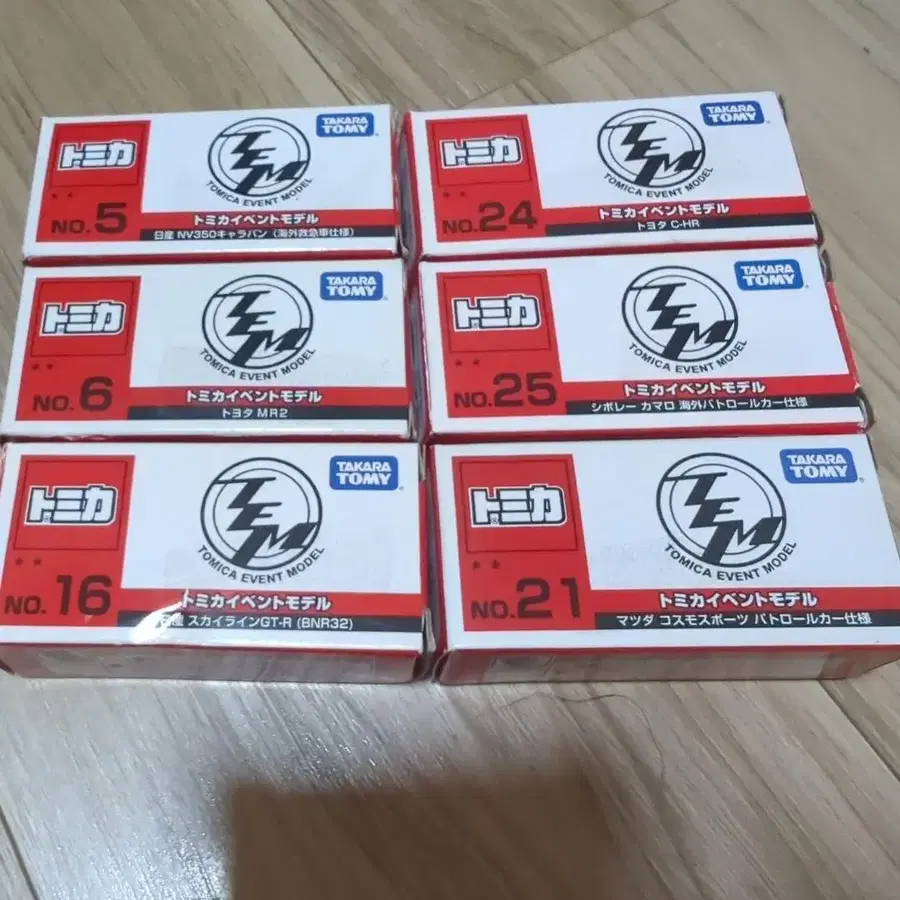 トミカ
TEM
TOMICA EVENT MODEL
TAKARA TOMY
NO.5
トミカイベントモデル
日産 NV350キャラバン (海外救急車仕様)
トミカ
TEM
TOMICA EVENT MODEL
TAKARA TOMY
NO.24
トミカイベントモデル
トヨタ C-HR
トミカ
TEM
TOMICA EVENT MODEL
TAKARA TOMY
NO.6
トミカイベントモデル
トヨタ MR2
トミカ
TEM
TOMICA EVENT MODEL
TAKARA TOMY
NO.25
トミカイベントモデル
シボレー カマロ 海外パトロールカー仕様
トミカ
TEM
TOMICA EVENT MODEL
TAKARA TOMY
NO.16
トミカイベントモデル
日産 スカイラインGT-R (BNR32)
トミカ
TEM
TOMICA EVENT MODEL
TAKARA TOMY
NO.21
トミカイベントモデル
マツダ コスモスポーツ パトロールカー仕様